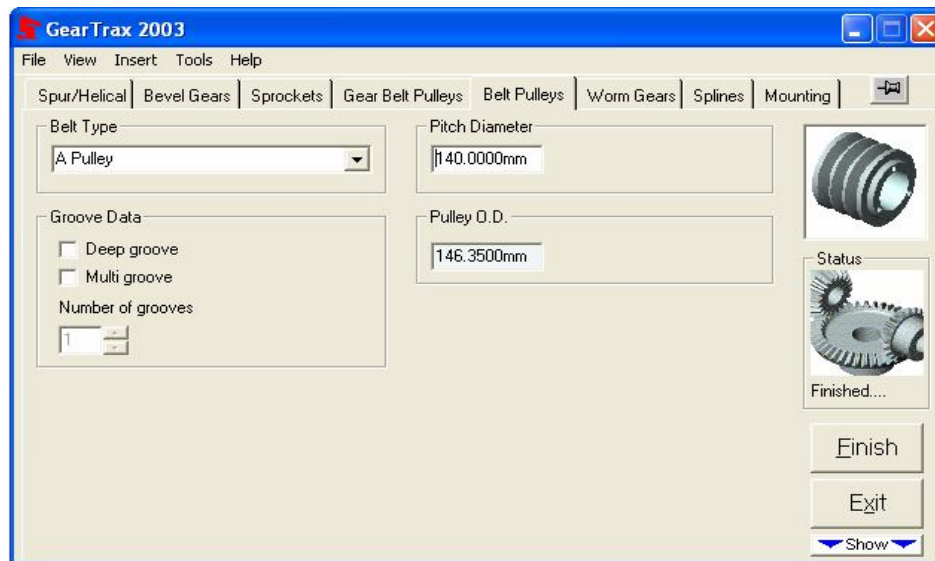 GearTrax 2003
File View Insert Tools Help
Spur/Helical Bevel Gears Sprockets Gear Belt Pulleys Belt Pulleys Worm Gears Splines Mounting
Belt Type
A Pulley
Pitch Diameter
140.0000mm
Groove Data
Deep groove
Multi groove
Number of grooves
1
Pulley O.D.
146.3500mm
Status
Finished....
Finish
Exit
Show